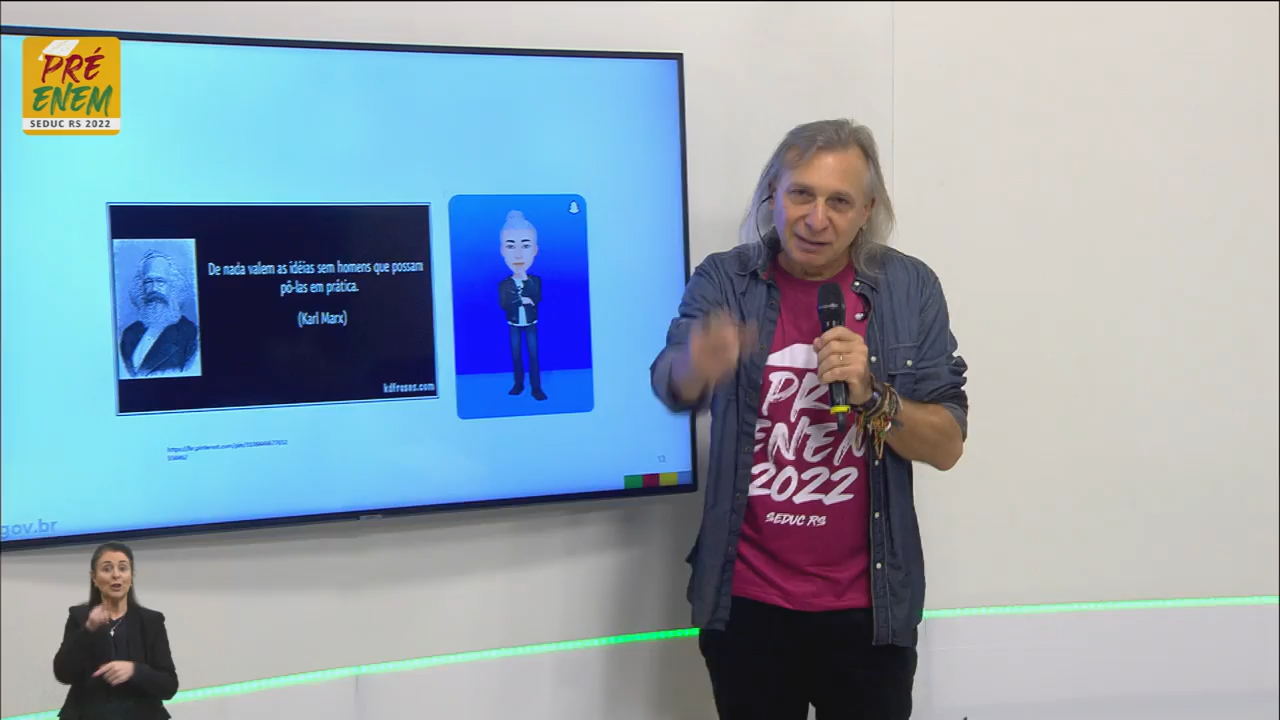 PRÉ
ENEM
SEDUC RS 2022
De nada valem as idéias sem homens que possam
pô-las em prática.
(Karl Marx)
kdfrases.com
13
gov.br
PRÉ
ENEM
2022
SEDUC RS